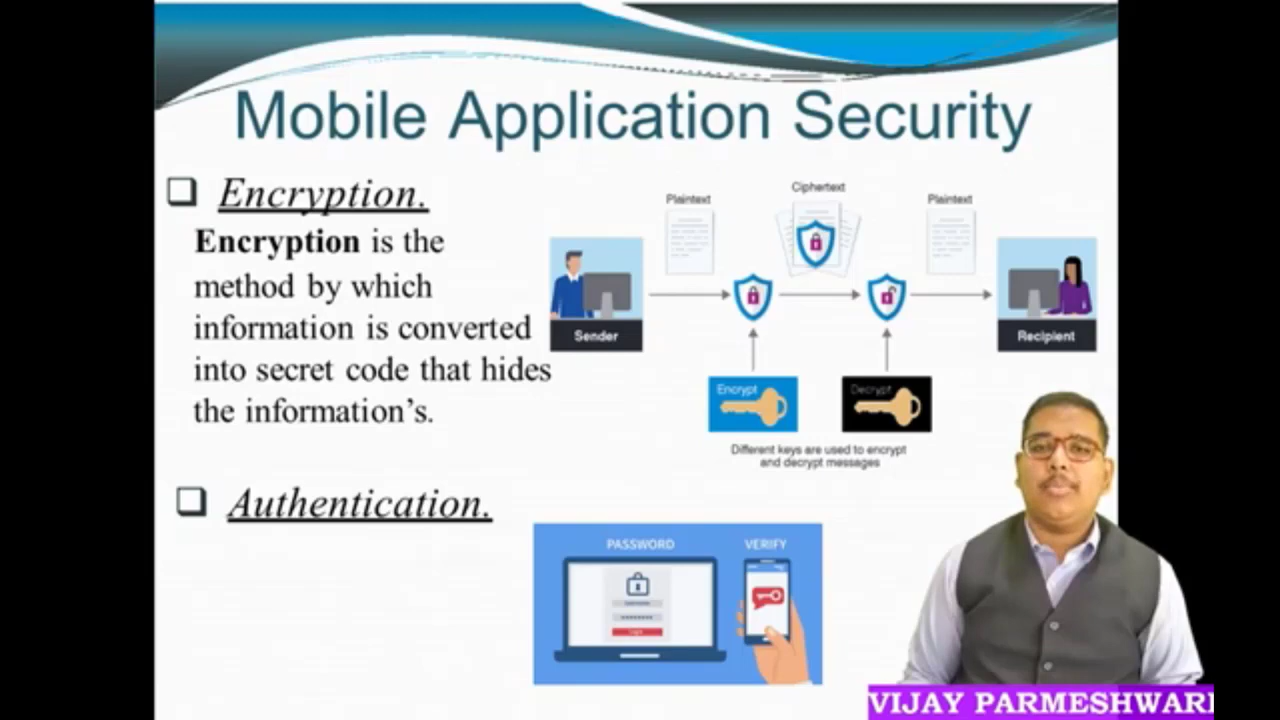 Mobile Application Security
❑ Encryption.
Encryption is the
method by which
information is converted
into secret code that hides
the information's.
Plaintext
Ciphertext
Plaintext
Sender
Recipient
Encrypt
Decrypt
Different keys are used to encrypt
and decrypt messages
❑ Authentication.
PASSWORD
VERIFY
VIJAY PARMESHWARI